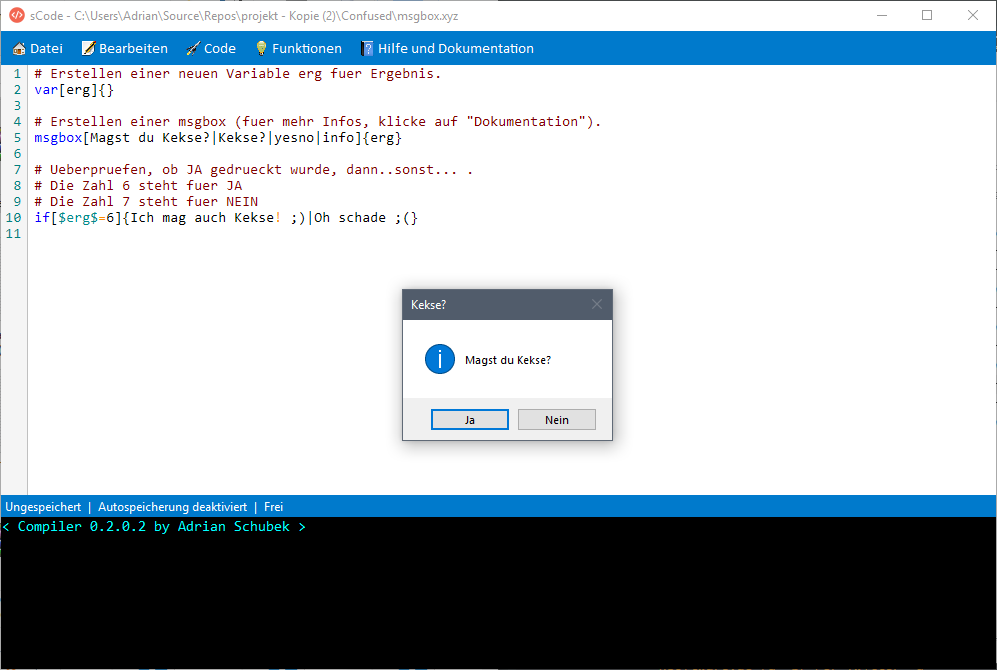 sCode - C:\Users\Adrian\Source\Repos\projekt - Kopie (2)\Confused\msgbox.xyz
Datei Bearbeiten Code Funktionen Hilfe und Dokumentation
1 # Erstellen einer neuen Variable erg fuer Ergebnis.
2 var[erg]{}
3
4 # Erstellen einer msgbox (fuer mehr Infos, klicke auf "Dokumentation").
5 msgbox[Magst du Kekse?|Kekse?|yesno|info]{erg}
6
7 # Ueberpruefen, ob JA gedrueckt wurde, dann..sonst... .
8 # Die Zahl 6 steht fuer JA
9 # Die Zahl 7 steht fuer NEIN
10 if[$erg$=6]{Ich mag auch Kekse! ;)|Oh schade ;(}
11
Kekse?
Magst du Kekse?
Ja Nein
Ungespeichert | Autospeicherung deaktiviert | Frei
< Compiler 0.2.0.2 by Adrian Schubek >